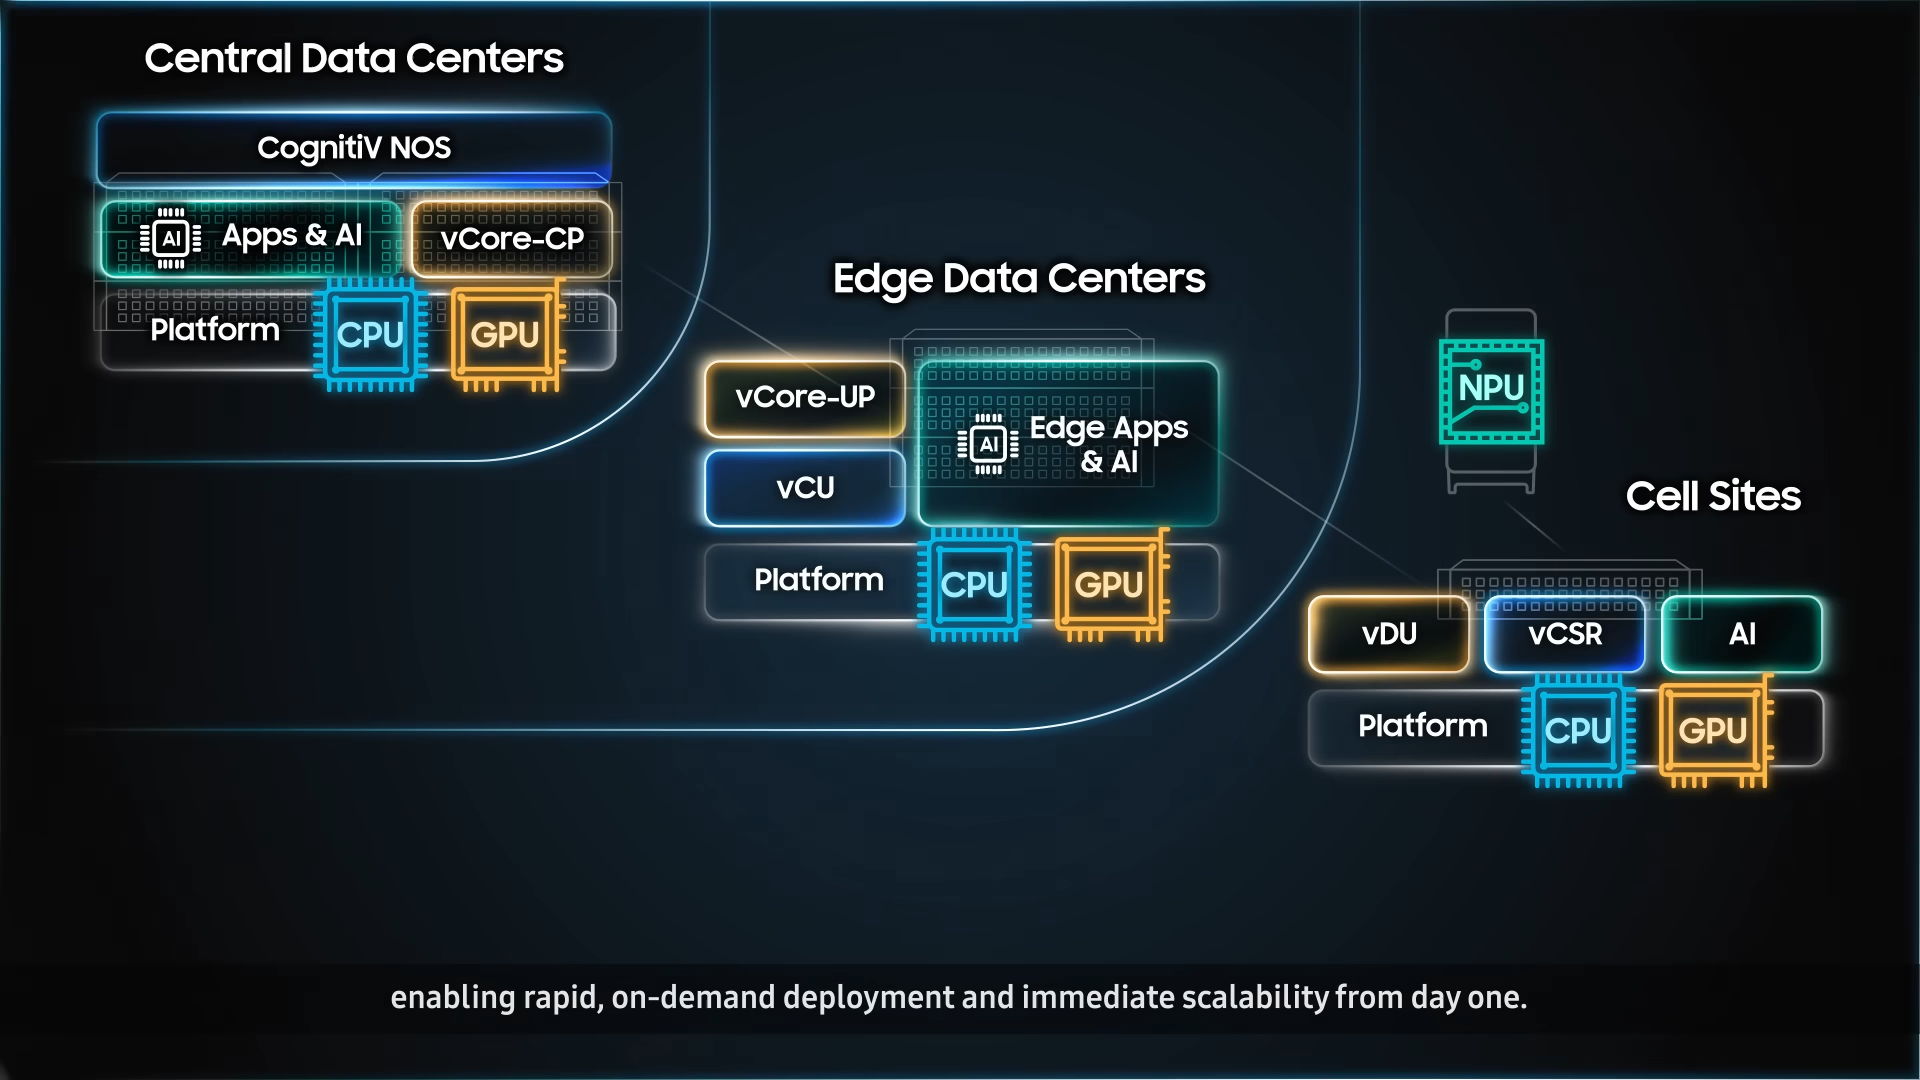 Central Data Centers
CognitiV NOS
AI
Apps & AI
vCore-CP
Platform
CPU
GPU
Edge Data Centers
vCore-UP
vCU
AI
Edge Apps
& AI
Platform
CPU
GPU
NPU
Cell Sites
vDU
vCSR
AI
Platform
CPU
GPU
enabling rapid, on-demand deployment and immediate scalability from day one.